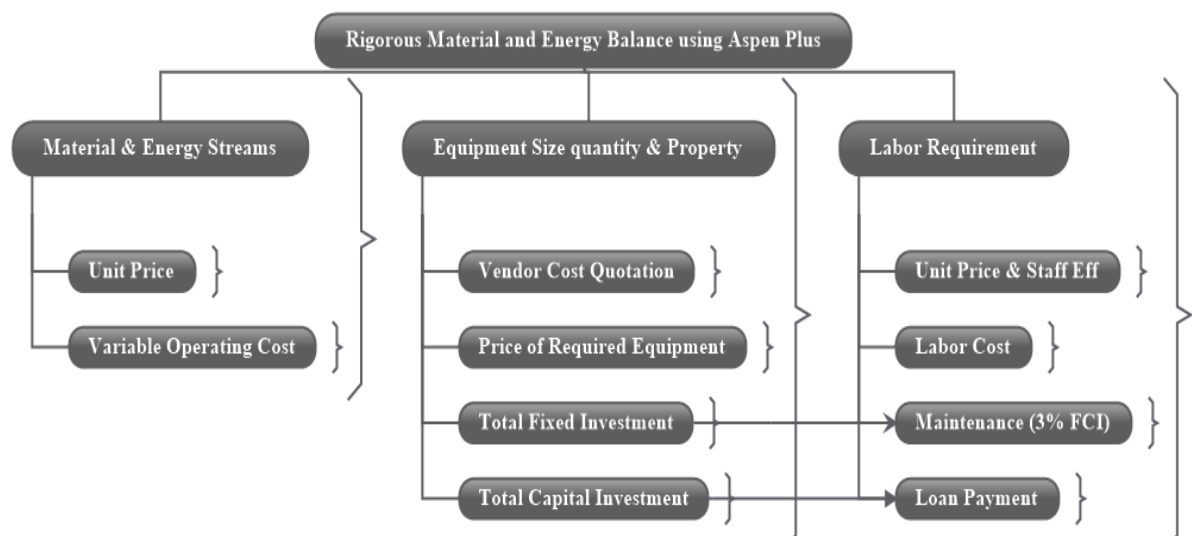 Rigorous Material and Energy Balance using Aspen Plus
Material & Energy Streams
Equipment Size quantity & Property
Labor Requirement
Unit Price
Vendor Cost Quotation
Unit Price & Staff Eff
Variable Operating Cost
Price of Required Equipment
Labor Cost
Total Fixed Investment
Maintenance (3% FCI)
Total Capital Investment
Loan Payment